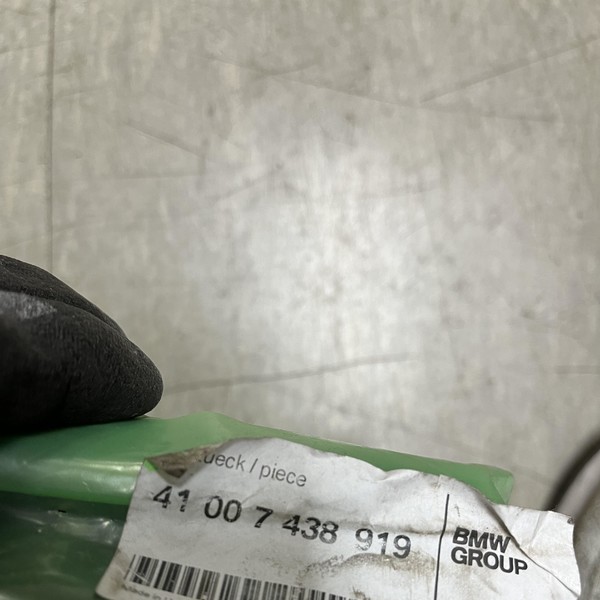 ueck / piece
41 00 7 438 919
BMW
GROUP